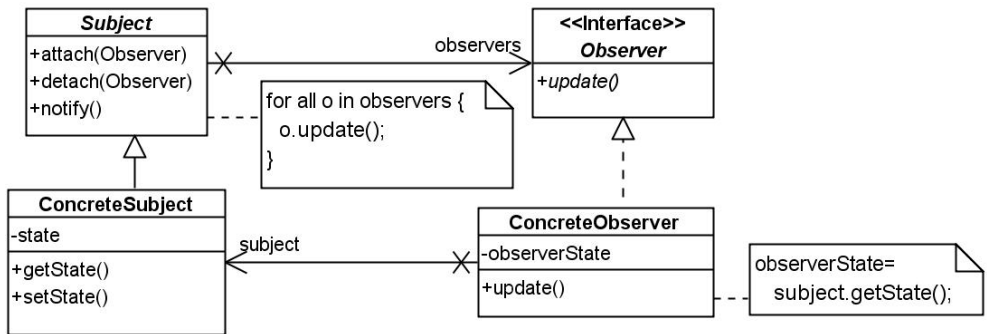 Subject
+attach(Observer)
+detach(Observer)
+notify()
observers
<<Interface>>
Observer
+update()
for all o in observers {
o.update();
}
ConcreteSubject
-state
+getState()
+setState()
subject
ConcreteObserver
-observerState
+update()
observerState=
subject.getState();